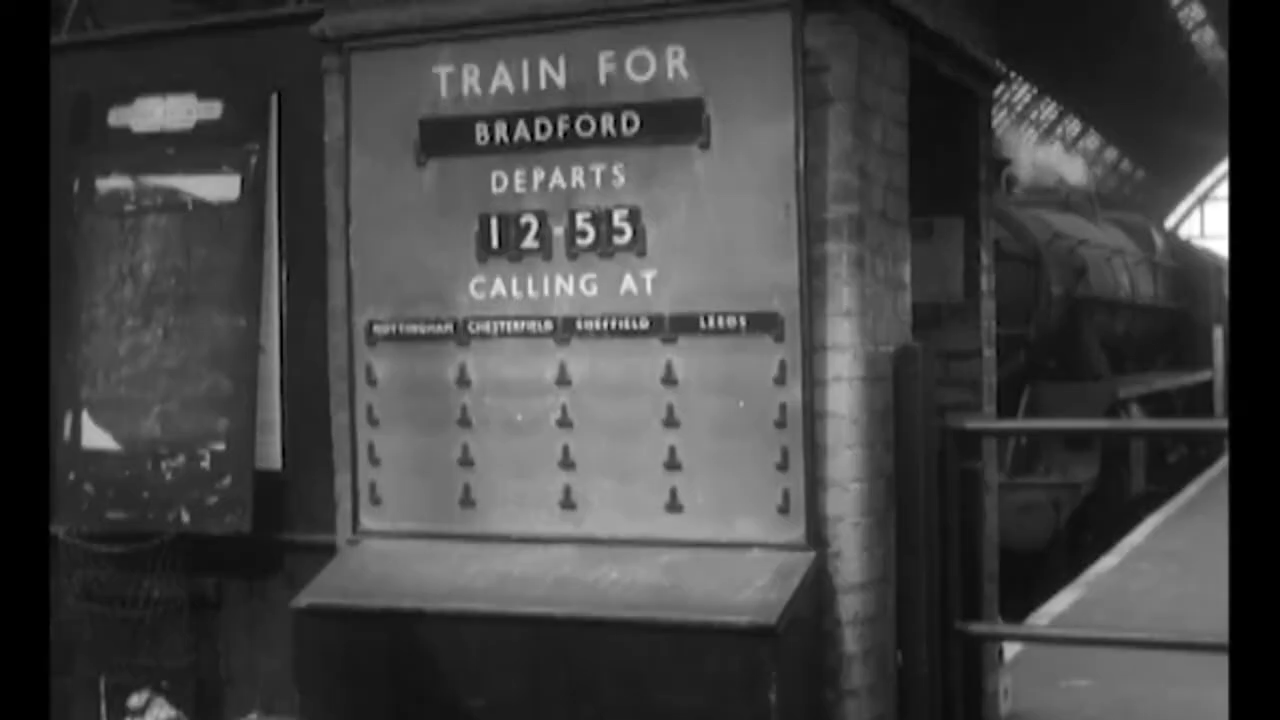 TRAIN FOR
BRADFORD
DEPARTS
12·55
CALLING AT
NOTTINGHAM CHESTERFIELD SHEFFIELD LEEDS